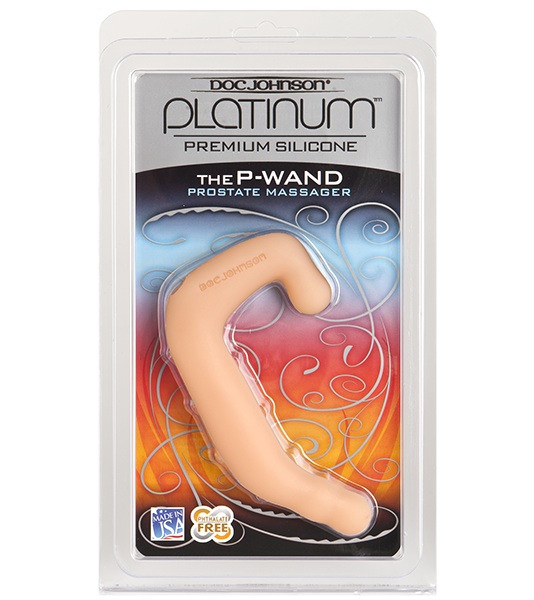 DOC JOHNSON®
PLATINUM™
PREMIUM SILICONE
THE P-WAND
PROSTATE MASSAGER
DOC JOHNSON
MADE IN
USA
PHTHALATE
FREE